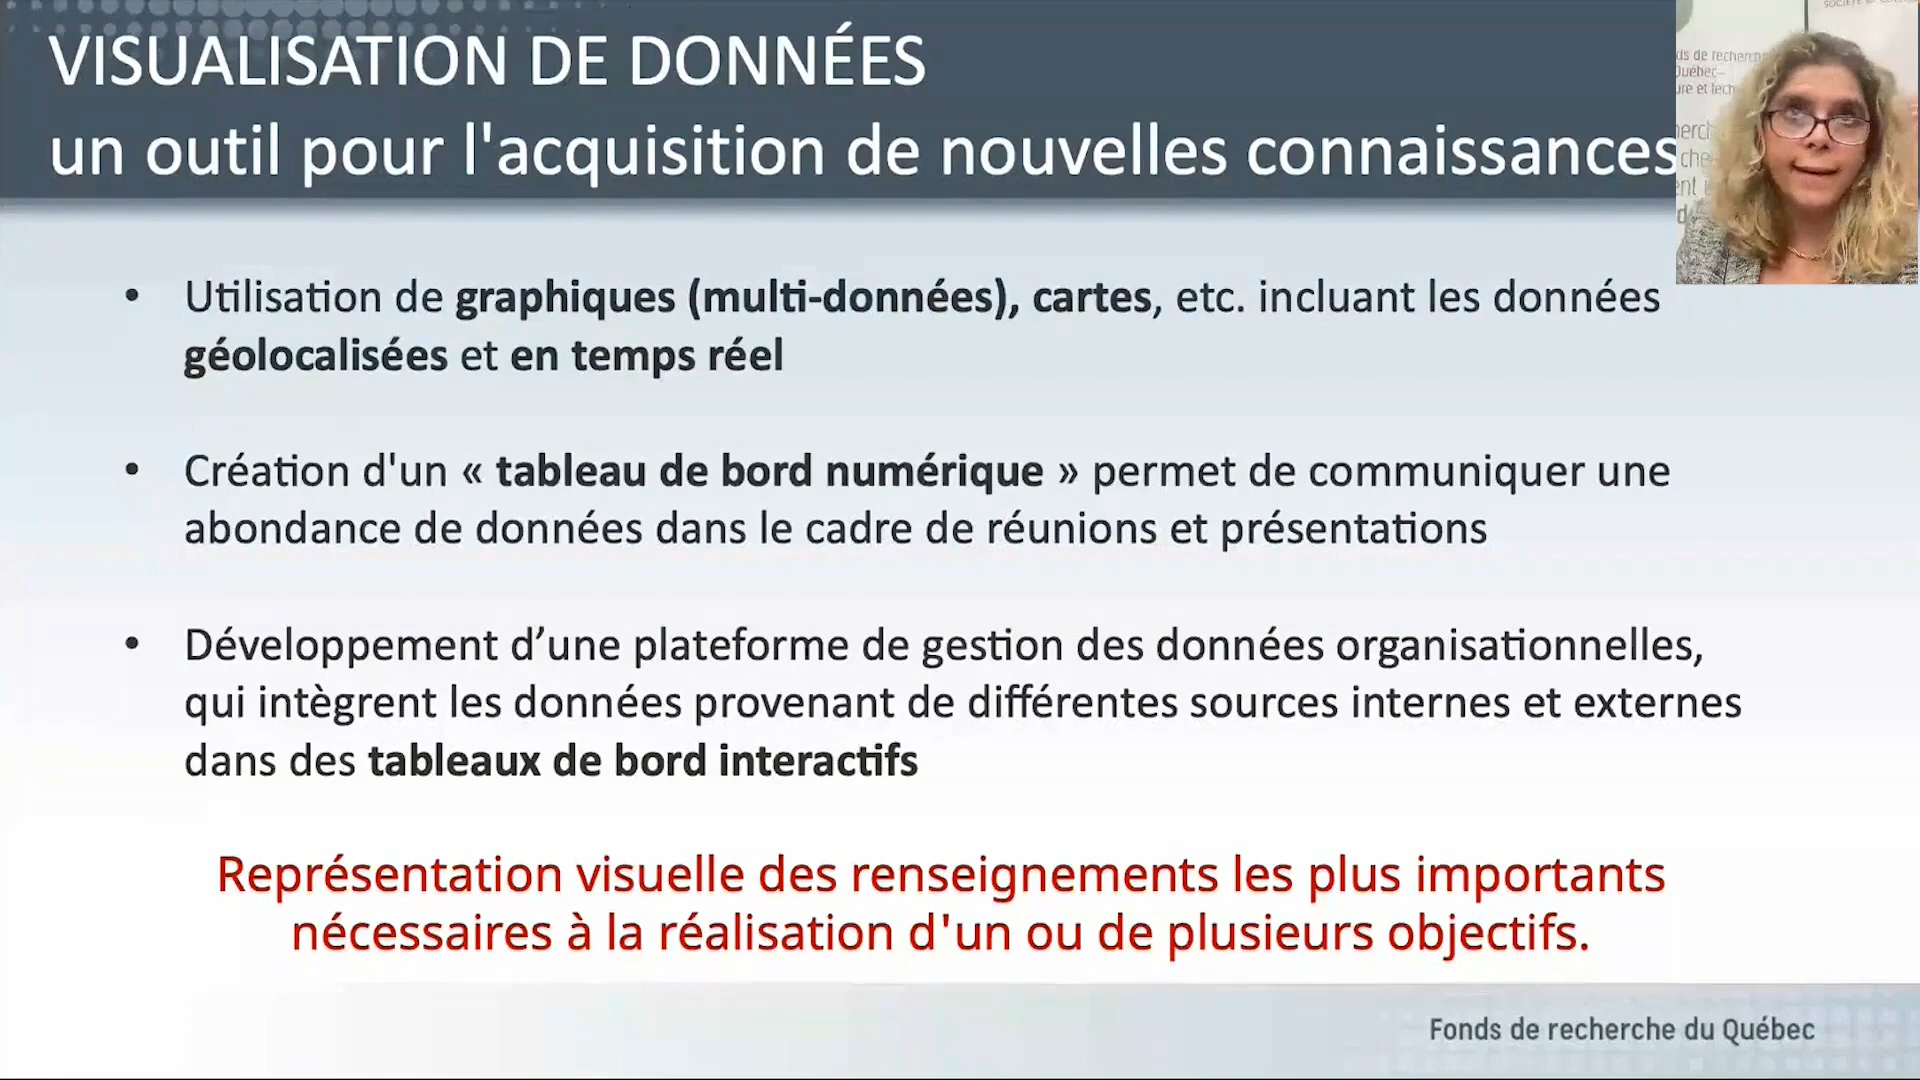 VISUALISATION DE DONNÉES
un outil pour l'acquisition de nouvelles connaissances
• Utilisation de graphiques (multi-données), cartes, etc. incluant les données
géolocalisées et en temps réel
• Création d'un « tableau de bord numérique » permet de communiquer une
abondance de données dans le cadre de réunions et présentations
• Développement d’une plateforme de gestion des données organisationnelles,
qui intègrent les données provenant de différentes sources internes et externes
dans des tableaux de bord interactifs
Représentation visuelle des renseignements les plus importants
nécessaires à la réalisation d'un ou de plusieurs objectifs.
Fonds de recherche du Québec